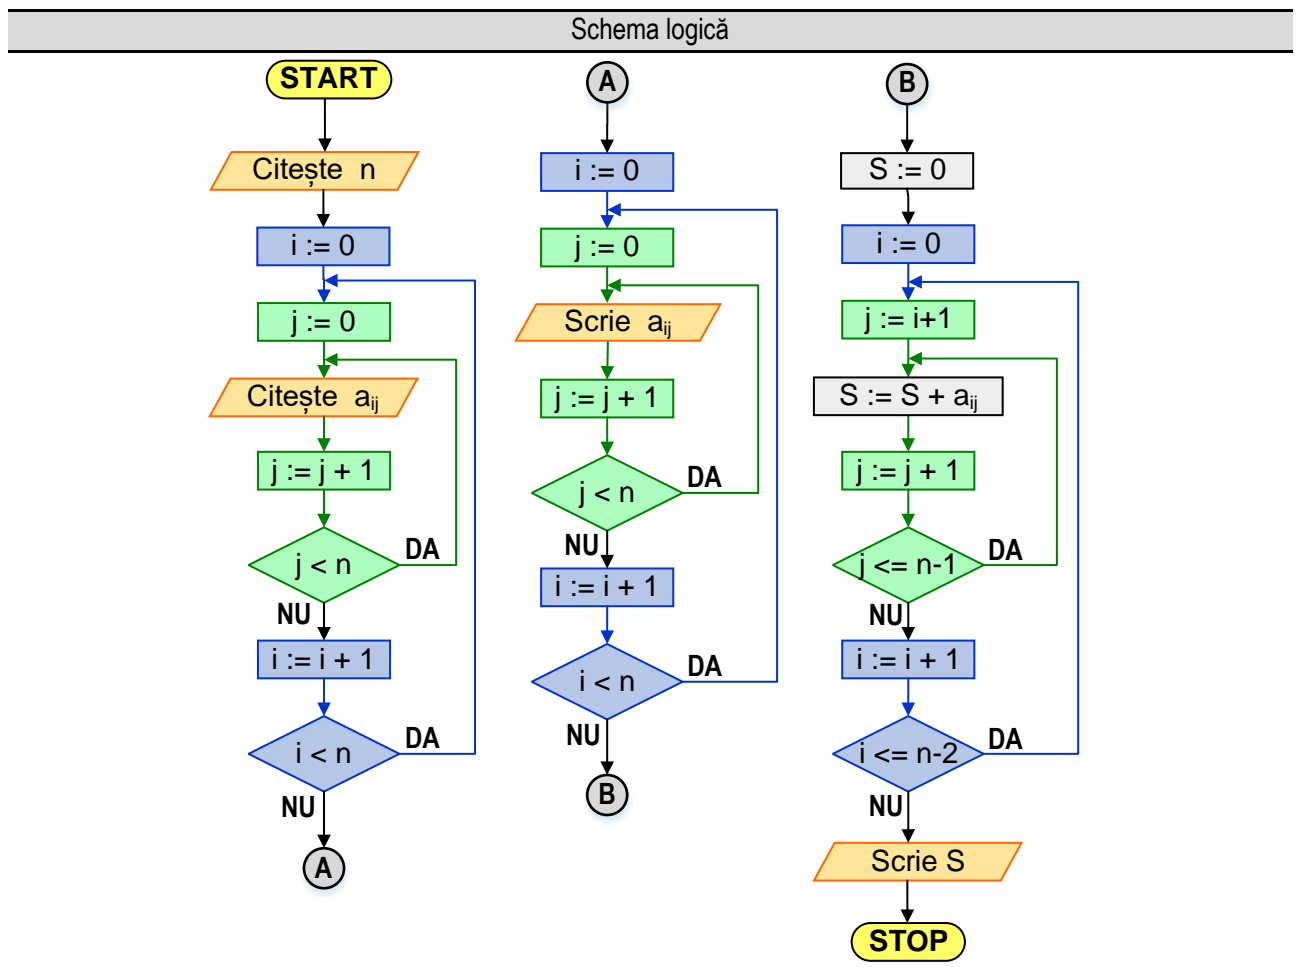 Schema logică
START
Citește n
i := 0
j := 0
Citește aij
j := j + 1
j < n
DA
NU
i := i + 1
i < n
DA
NU
A
A
i := 0
j := 0
Scrie aij
j := j + 1
j < n
DA
NU
i := i + 1
i < n
DA
NU
B
B
S := 0
i := 0
j := i+1
S := S + aij
j := j + 1
j <= n-1
DA
NU
i := i + 1
i <= n-2
DA
NU
Scrie S
STOP